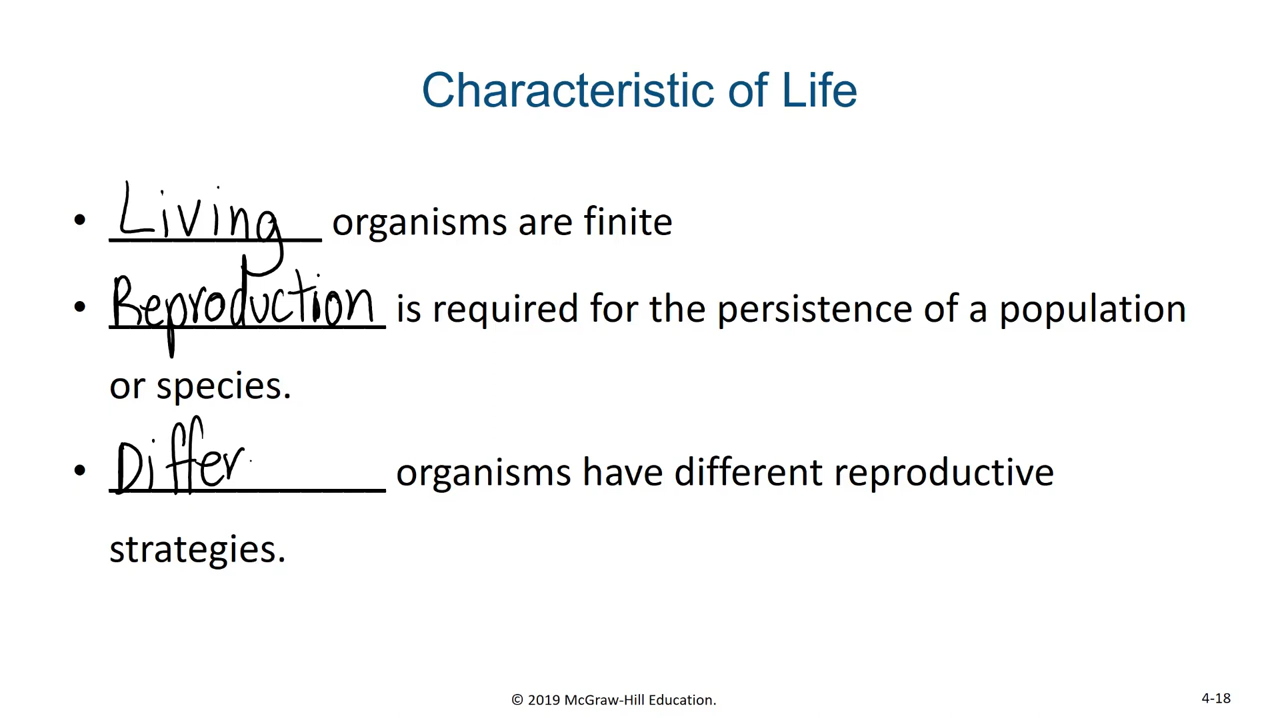 Characteristic of Life
• Living organisms are finite
• Reproduction is required for the persistence of a population
or species.
• Differ organisms have different reproductive
strategies.
© 2019 McGraw-Hill Education.
4-18